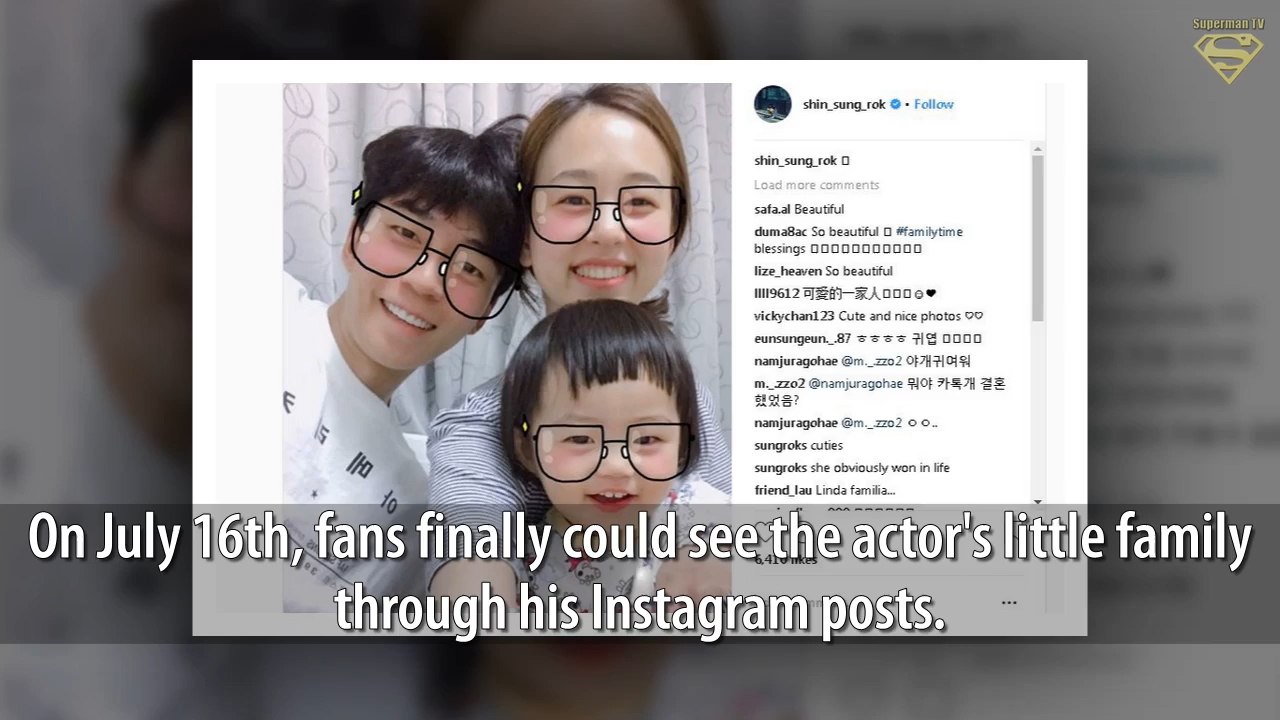 Superman TV
shin_sung_rok • Follow
shin_sung_rok
Load more comments
safa.al Beautiful
duma8ac So beautiful #familytime
blessings
lize_heaven So beautiful
llll9612 可愛的一家人☺♥
vickychan123 Cute and nice photos ♡♡
eunsungeun._.87 ㅎㅎㅎㅎ 귀엽
namjuragohae @m._.zzo2 야개귀여워
m._.zzo2 @namjuragohae 뭐야 카톡개 결혼
했었음?
namjuragohae @m._.zzo2 ㅇㅇ..
sungroks cuties
sungroks she obviously won in life
friend_lau Linda familia...
On July 16th, fans finally could see the actor's little family
6,410 likes
through his Instagram posts.